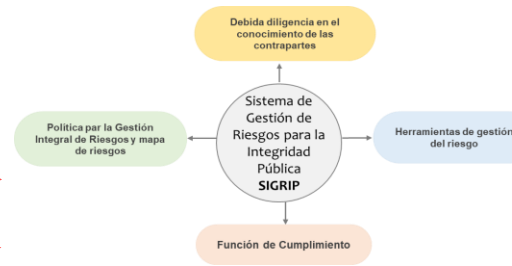 Debida diligencia en el
conocimiento de las
contrapartes
Sistema de
Gestión de
Riesgos para la
Integridad
Pública
SIGRIP
Política par la Gestión
Integral de Riesgos y mapa
de riesgos
Herramientas de gestión
del riesgo
Función de Cumplimiento